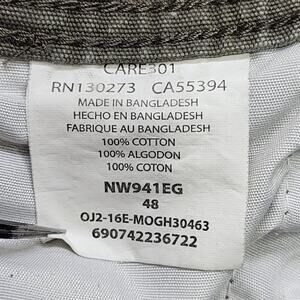 CARE301
RN130273 CA55394
MADE IN BANGLADESH
HECHO EN BANGLADESH
FABRIQUE AU BANGLADESH
100% COTTON
100% ALGODON
100% COTON
NW941EG
48
OJ2-16E-MOGH30463
690742236722